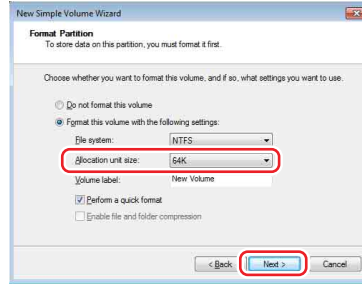 New Simple Volume Wizard
Format Partition
To store data on this partition, you must format it first.
Choose whether you want to format this volume, and if so, what settings you want to use.
Do not format this volume
Format this volume with the following settings:
File system: NTFS
Allocation unit size: 64K
Volume label: New Volume
Perform a quick format
Enable file and folder compression
< Back Next > Cancel